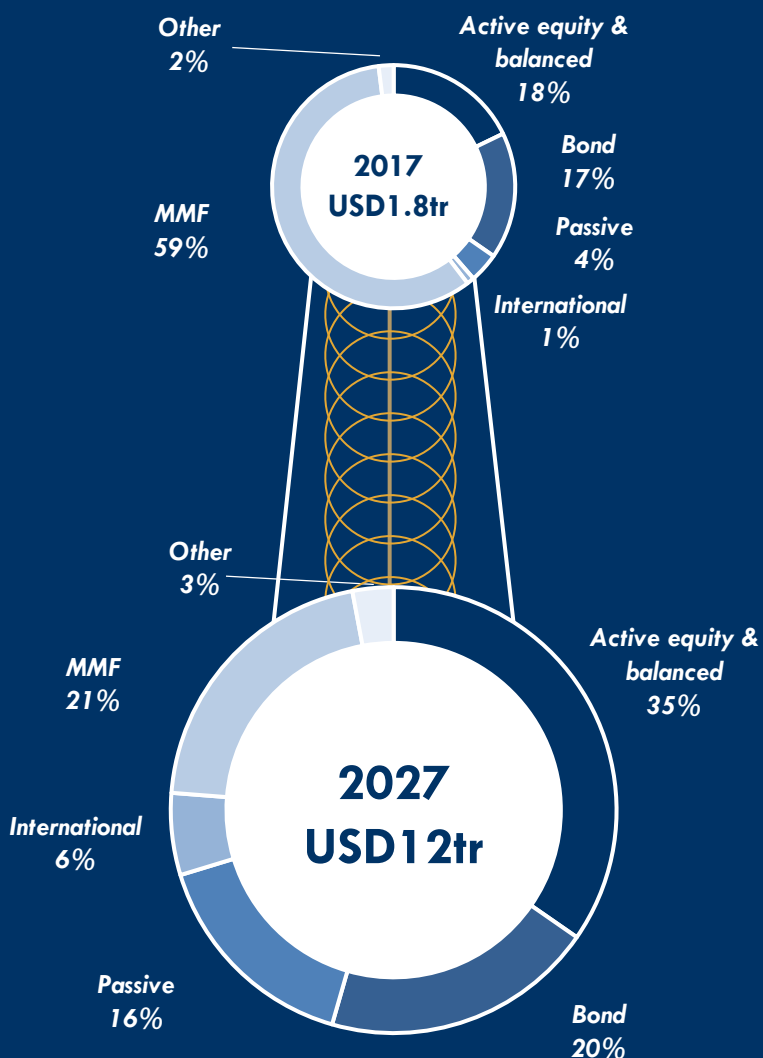 Other
2%
Active equity &
balanced
18%
2017
USD1.8tr
Bond
17%
MMF
59%
Passive
4%
International
1%
Other
3%
Active equity &
balanced
35%
MMF
21%
2027
USD12tr
International
6%
Passive
16%
Bond
20%